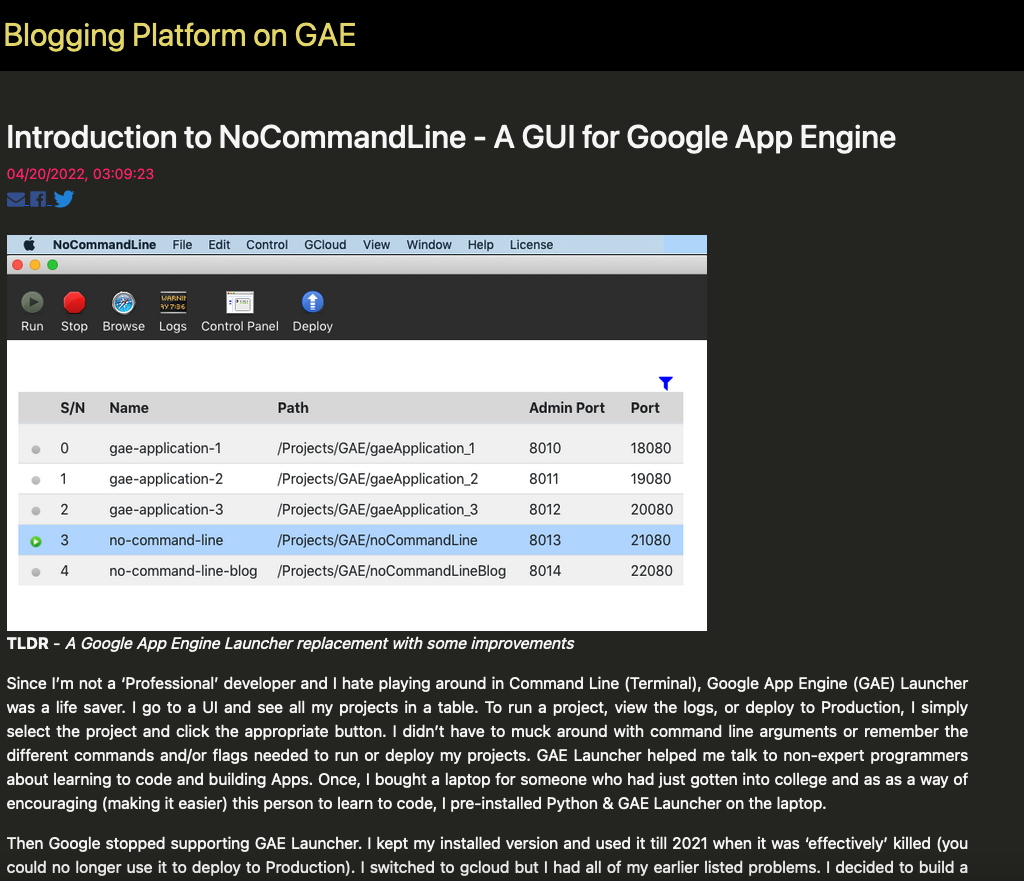 Blogging Platform on GAE
Introduction to NoCommandLine - A GUI for Google App Engine
04/20/2022, 03:09:23
NoCommandLine File Edit Control GCloud View Window Help License
WARNIN
AY 7:36
Run Stop Browse Logs Control Panel Deploy
S/N Name Path Admin Port Port
0 gae-application-1 /Projects/GAE/gaeApplication_1 8010 18080
1 gae-application-2 /Projects/GAE/gaeApplication_2 8011 19080
2 gae-application-3 /Projects/GAE/gaeApplication_3 8012 20080
3 no-command-line /Projects/GAE/noCommandLine 8013 21080
4 no-command-line-blog /Projects/GAE/noCommandLineBlog 8014 22080
TLDR - A Google App Engine Launcher replacement with some improvements
Since I’m not a ‘Professional’ developer and I hate playing around in Command Line (Terminal), Google App Engine (GAE) Launcher
was a life saver. I go to a UI and see all my projects in a table. To run a project, view the logs, or deploy to Production, I simply
select the project and click the appropriate button. I didn’t have to muck around with command line arguments or remember the
different commands and/or flags needed to run or deploy my projects. GAE Launcher helped me talk to non-expert programmers
about learning to code and building Apps. Once, I bought a laptop for someone who had just gotten into college and as as a way of
encouraging (making it easier) this person to learn to code, I pre-installed Python & GAE Launcher on the laptop.
Then Google stopped supporting GAE Launcher. I kept my installed version and used it till 2021 when it was ‘effectively’ killed (you
could no longer use it to deploy to Production). I switched to gcloud but I had all of my earlier listed problems. I decided to build a